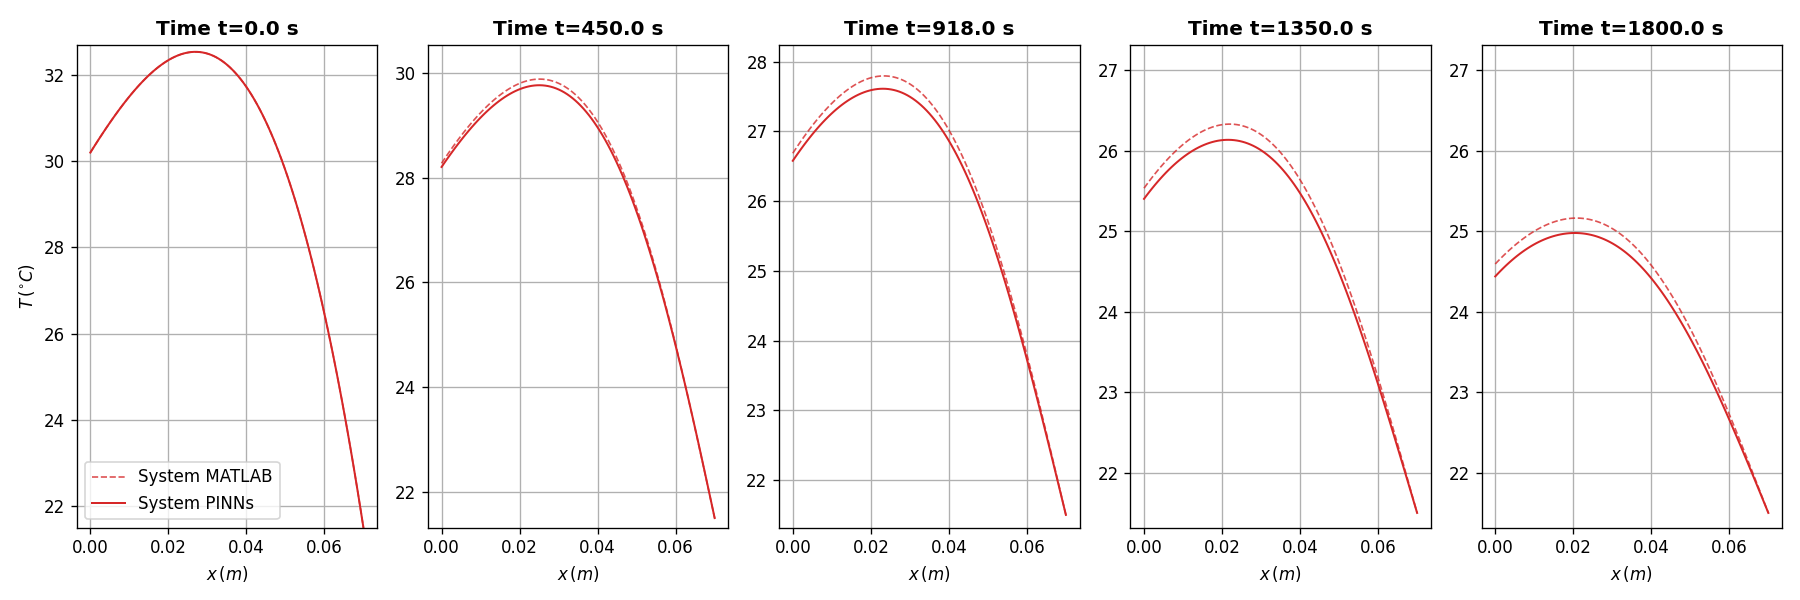 Time t=0.0 s
Time t=450.0 s
Time t=918.0 s
Time t=1350.0 s
Time t=1800.0 s
T (°C)
32
30
28
26
24
22
System MATLAB
System PINNs
0.00 0.02 0.04 0.06
x (m)
30
28
26
24
22
0.00 0.02 0.04 0.06
x (m)
28
27
26
25
24
23
22
0.00 0.02 0.04 0.06
x (m)
27
26
25
24
23
22
0.00 0.02 0.04 0.06
x (m)
27
26
25
24
23
22
0.00 0.02 0.04 0.06
x (m)